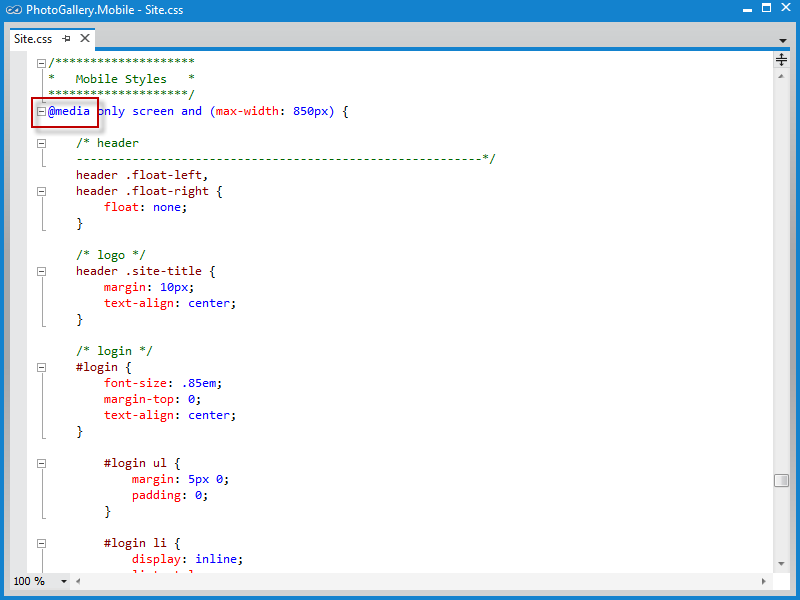 PhotoGallery.Mobile - Site.css
Site.css
/********************
*   Mobile Styles   *
********************/
@media only screen and (max-width: 850px) {
/* header
----------------------------------------------------------*/
header .float-left,
header .float-right {
float: none;
}
/* logo */
header .site-title {
margin: 10px;
text-align: center;
}
/* login */
#login {
font-size: .85em;
margin-top: 0;
text-align: center;
}
#login ul {
margin: 5px 0;
padding: 0;
}
#login li {
display: inline;
100 %